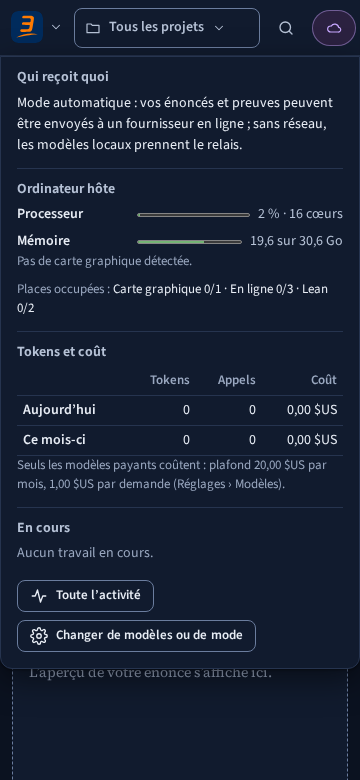 Tous les projets
Qui reçoit quoi
Mode automatique : vos énoncés et preuves peuvent
être envoyés à un fournisseur en ligne ; sans réseau,
les modèles locaux prennent le relais.
Ordinateur hôte
Processeur 2 % · 16 cœurs
Mémoire 19,6 sur 30,6 Go
Pas de carte graphique détectée.
Places occupées : Carte graphique 0/1 · En ligne 0/3 · Lean
0/2
Tokens et coût
Tokens Appels Coût
Aujourd’hui 0 0 0,00 $US
Ce mois-ci 0 0 0,00 $US
Seuls les modèles payants coûtent : plafond 20,00 $US par
mois, 1,00 $US par demande (Réglages › Modèles).
En cours
Aucun travail en cours.
Toute l’activité
Changer de modèles ou de mode
L’aperçu de votre énoncé s’affiche ici.